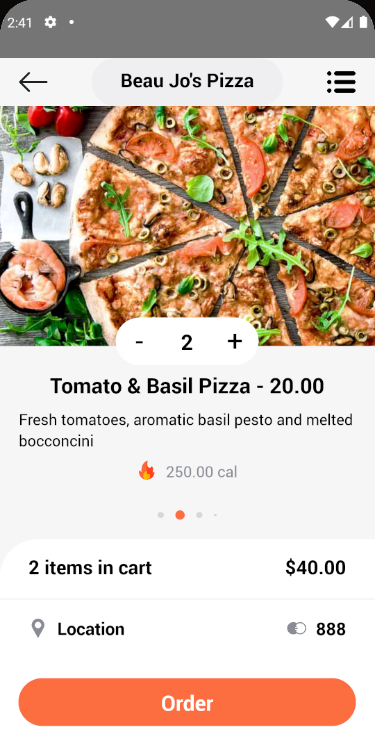 2:41
Beau Jo's Pizza
- 2 +
Tomato & Basil Pizza - 20.00
Fresh tomatoes, aromatic basil pesto and melted
bocconcini
250.00 cal
2 items in cart $40.00
Location 888
Order